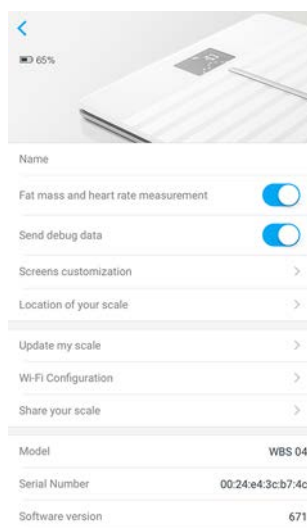 65%
Name
Fat mass and heart rate measurement
Send debug data
Screens customization
Location of your scale
Update my scale
Wi-Fi Configuration
Share your scale
Model WBS 04
Serial Number 00:24:e4:3c:b7:4c
Software version 671